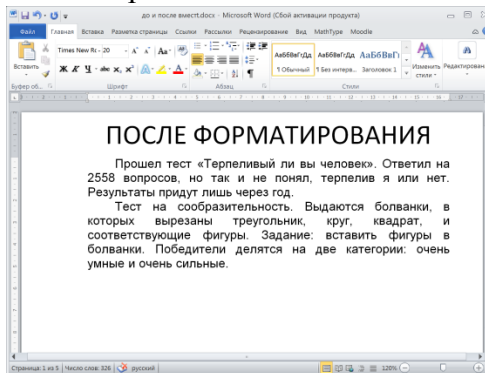 до и после вмест.docx - Microsoft Word (Сбой активации продукта)
Файл Главная Вставка Разметка страницы Ссылки Рассылки Рецензирование Вид MathType Moodle
Times New Rc 20
Вставить
Ж К Ч abc x, x² А
АаБбВвГгДд АаБбВвГгДд АаБбВвГг
¶ Обычный ¶ Без интерв... Заголовок 1
Изменить стили Редактирован
Буфер об... Шрифт Абзац Стили
ПОСЛЕ ФОРМАТИРОВАНИЯ
Прошел тест «Терпеливый ли вы человек». Ответил на
2558 вопросов, но так и не понял, терпелив я или нет.
Результаты придут лишь через год.
Тест на сообразительность. Выдаются болванки, в
которых вырезаны треугольник, круг, квадрат, и
соответствующие фигуры. Задание: вставить фигуры в
болванки. Победители делятся на две категории: очень
умные и очень сильные.
Страница: 1 из 5 Число слов: 326 русский 120%